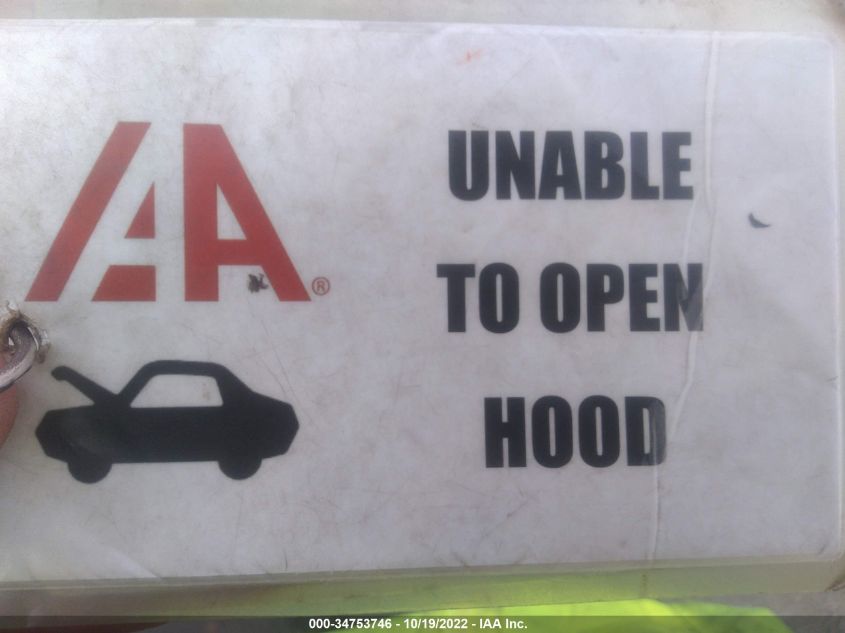 IAA®
UNABLE
TO OPEN
HOOD
000-34753746 - 10/19/2022 - IAA Inc.